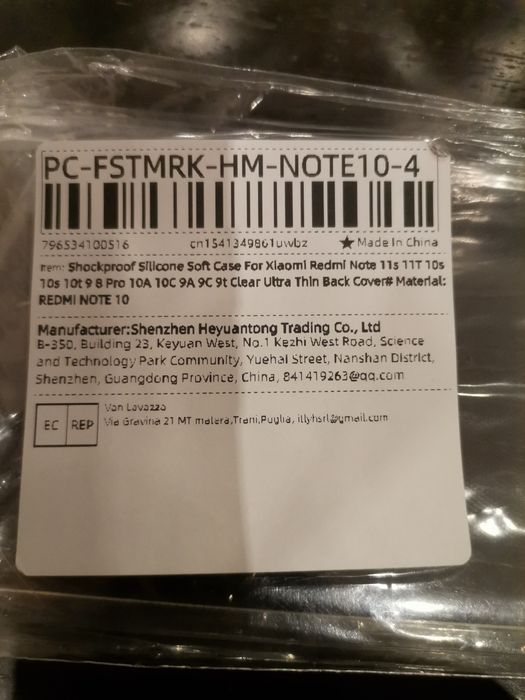 PC-FSTMRK-HM-NOTE10-4
796534100516 cn1541349861uwbz ★ Made In China
Item: Shockproof Silicone Soft Case For Xiaomi Redmi Note 11s 11T 10s
10s 10t 9 8 Pro 10A 10C 9A 9C 9t Clear Ultra Thin Back Cover# Material:
REDMI NOTE 10
Manufacturer:Shenzhen Heyuantong Trading Co., Ltd
B-350, Building 23, Keyuan West, No.1 Kezhi West Road, Science
and Technology Park Community, Yuehai Street, Nanshan District,
Shenzhen, Guangdong Province, China, 841419263@qq.com
EC REP
Van Lavazza
Via Gravina 21 MT matera,Trani,Puglia, illyhsrl@gmail.com